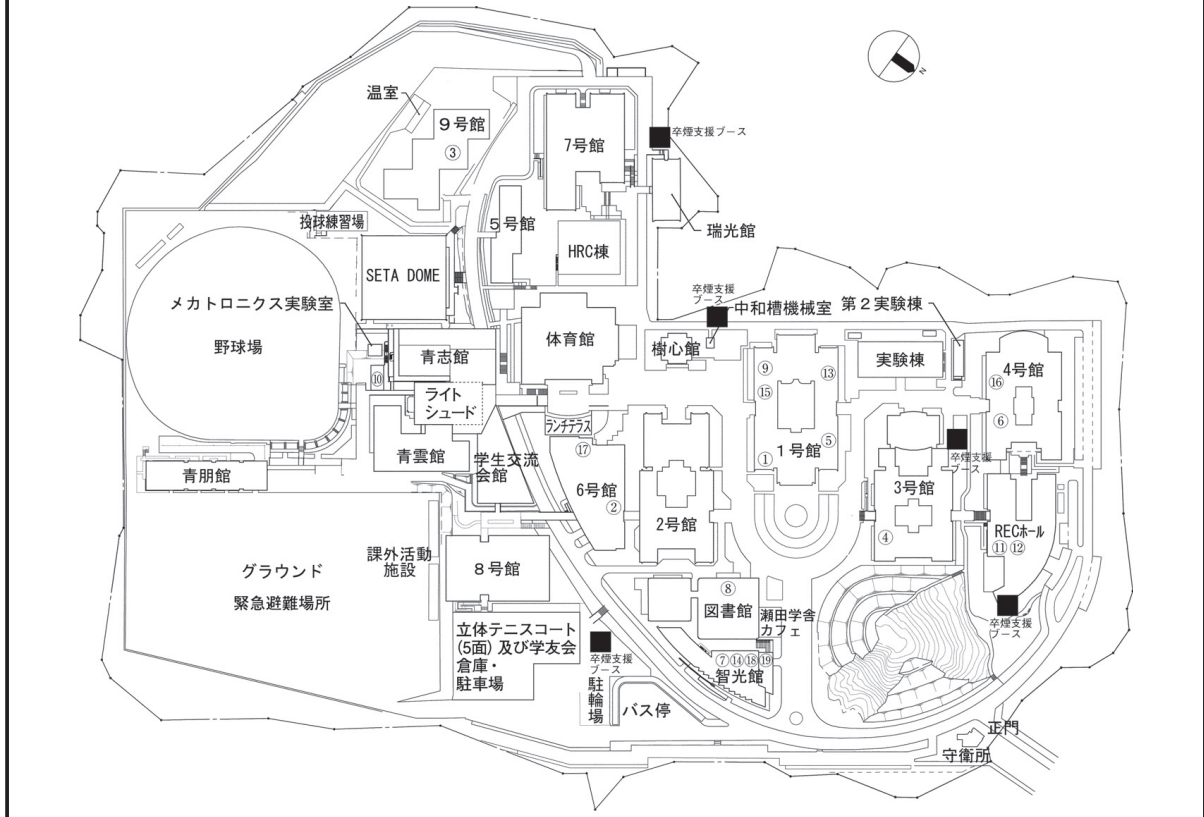 N
温室
9号館
③
7号館
卒煙支援ブース
投球練習場
5号館
瑞光館
HRC棟
SETA DOME
メカトロニクス実験室
野球場
卒煙支援
ブース
中和槽機械室
第2実験棟
体育館
樹心館
青志館
⑩
ライト
シュード
ランチテラス
⑨
⑬
⑮
⑤
①
1号館
実験棟
4号館
⑯
⑥
卒煙支援
ブース
青雲館
学生交流
会館
青朋館
⑰
6号館
②
2号館
3号館
④
RECホール
⑪ ⑫
卒煙支援
ブース
グラウンド
緊急避難場所
課外活動
施設
8号館
⑧
図書館
瀬田学舎
カフェ
⑦⑭⑱⑲
智光館
立体テニスコート
(5面)及び学友会
倉庫・
駐車場
卒煙支援
ブース
駐輪場
バス停
正門
守衛所